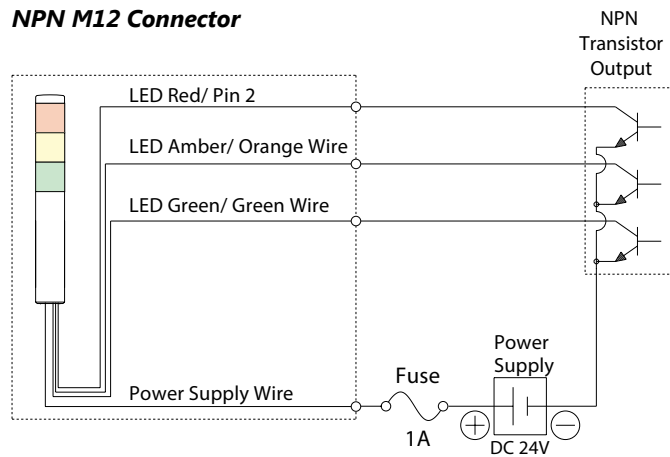 NPN M12 Connector
NPN
Transistor
Output
LED Red/ Pin 2
LED Amber/ Orange Wire
LED Green/ Green Wire
Power
Supply
Fuse
Power Supply Wire
1A
+
−
DC 24V